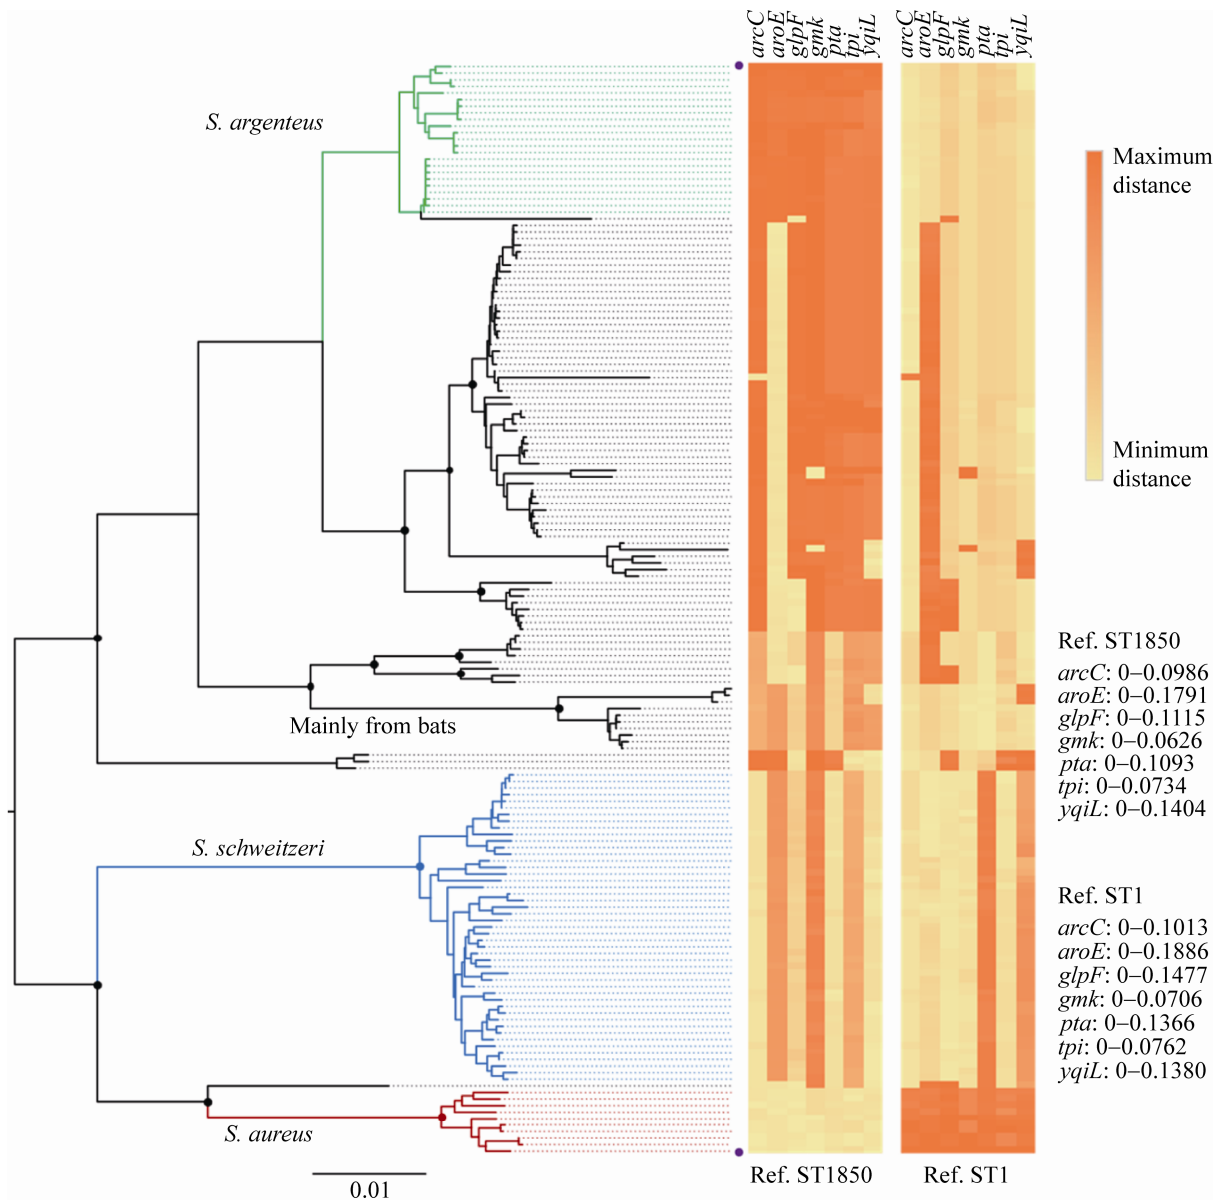 arcC aroE glpF gmk pta tpi yqiL
arcC aroE glpF gmk pta tpi yqiL
S. argenteus
Maximum
distance
Minimum
distance
Mainly from bats
Ref. ST1850
arcC: 0–0.0986
aroE: 0–0.1791
glpF: 0–0.1115
gmk: 0–0.0626
pta: 0–0.1093
tpi: 0–0.0734
yqiL: 0–0.1404
S. schweitzeri
Ref. ST1
arcC: 0–0.1013
aroE: 0–0.1886
glpF: 0–0.1477
gmk: 0–0.0706
pta: 0–0.1366
tpi: 0–0.0762
yqiL: 0–0.1380
S. aureus
0.01
Ref. ST1850
Ref. ST1